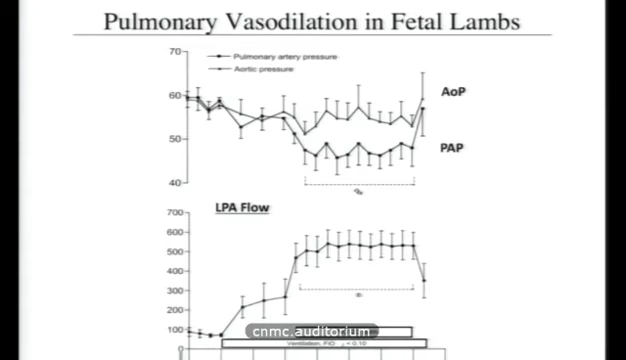 Pulmonary Vasodilation in Fetal Lambs
70
Pulmonary artery pressure
Aortic pressure
60
AoP
50
PAP
40
LPA Flow
700
600
500
400
300
200
100
0
cnmc.auditorium
Ventilation, FIO < 0.10